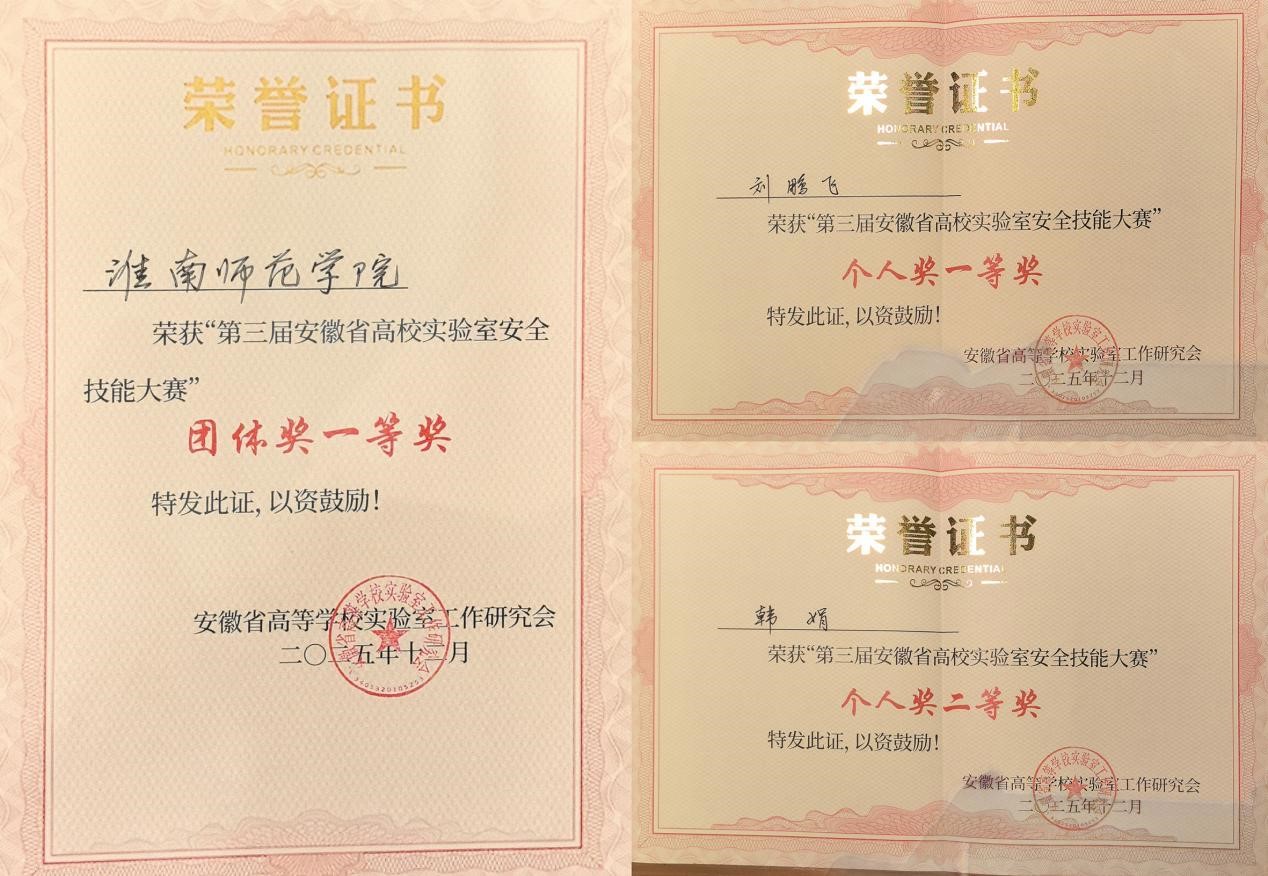 荣誉证书
HONORARY CREDENTIAL
淮南师范学院
荣获“第三届安徽省高校实验室安全
技能大赛”
团体奖一等奖
特发此证,以资鼓励!
安徽省高等学校实验室工作研究会
二〇二五年十二月
3405320105253
荣誉证书
HONORARY CREDENTIAL
刘鹏飞
荣获“第三届安徽省高校实验室安全技能大赛”
个人奖一等奖
特发此证,以资鼓励!
安徽省高等学校实验室工作研究会
二〇二五年十二月
荣誉证书
HONORARY CREDENTIAL
韩娟
荣获“第三届安徽省高校实验室安全技能大赛”
个人奖二等奖
特发此证,以资鼓励!
安徽省高等学校实验室工作研究会
二〇二五年十二月